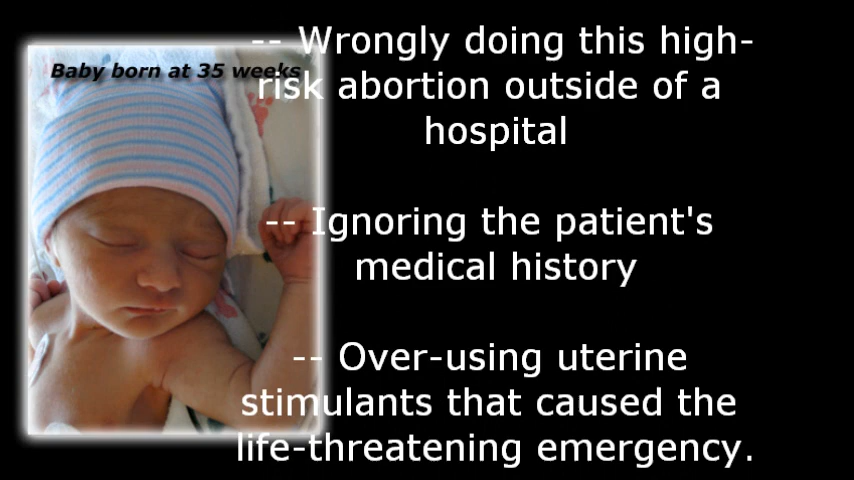 Baby born at 35 weeks
-- Wrongly doing this high-
risk abortion outside of a
hospital
-- Ignoring the patient's
medical history
-- Over-using uterine
stimulants that caused the
life-threatening emergency.